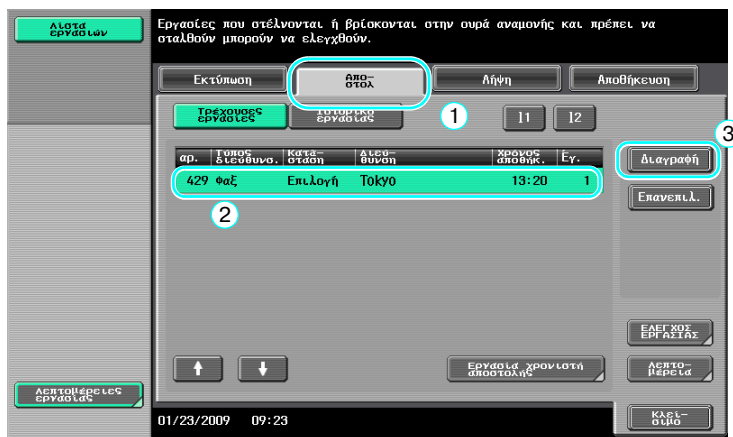 Λίστα
εργασιών
Εργασίες που στέλνονται ή βρίσκονται στην ουρά αναμονής και πρέπει να
σταλθούν μπορούν να ελεγχθούν.
Εκτύπωση
Απο-
στολ
Λήψη
Αποθήκευση
Τρέχουσες
εργασίες
Ιστορικό
εργασίας
1
l1
l2
3
αρ.
Τύπος
διεύθυνσ.
Κατά-
σταση
Διεύ-
θυνση
Χρόνος
αποθήκ.
Έγ.
429 Φαξ Επιλογή Tokyo 13:20 1
2
Διαγραφή
Επανεπιλ.
ΕΛΕΓΧΟΣ
ΕΡΓΑΣΙΑΣ
Εργασία χρονιστή
αποστολής
Λεπτο-
μέρεια
Λεπτομέρειες
εργασίας
01/23/2009 09:23
Κλεί-
σιμο